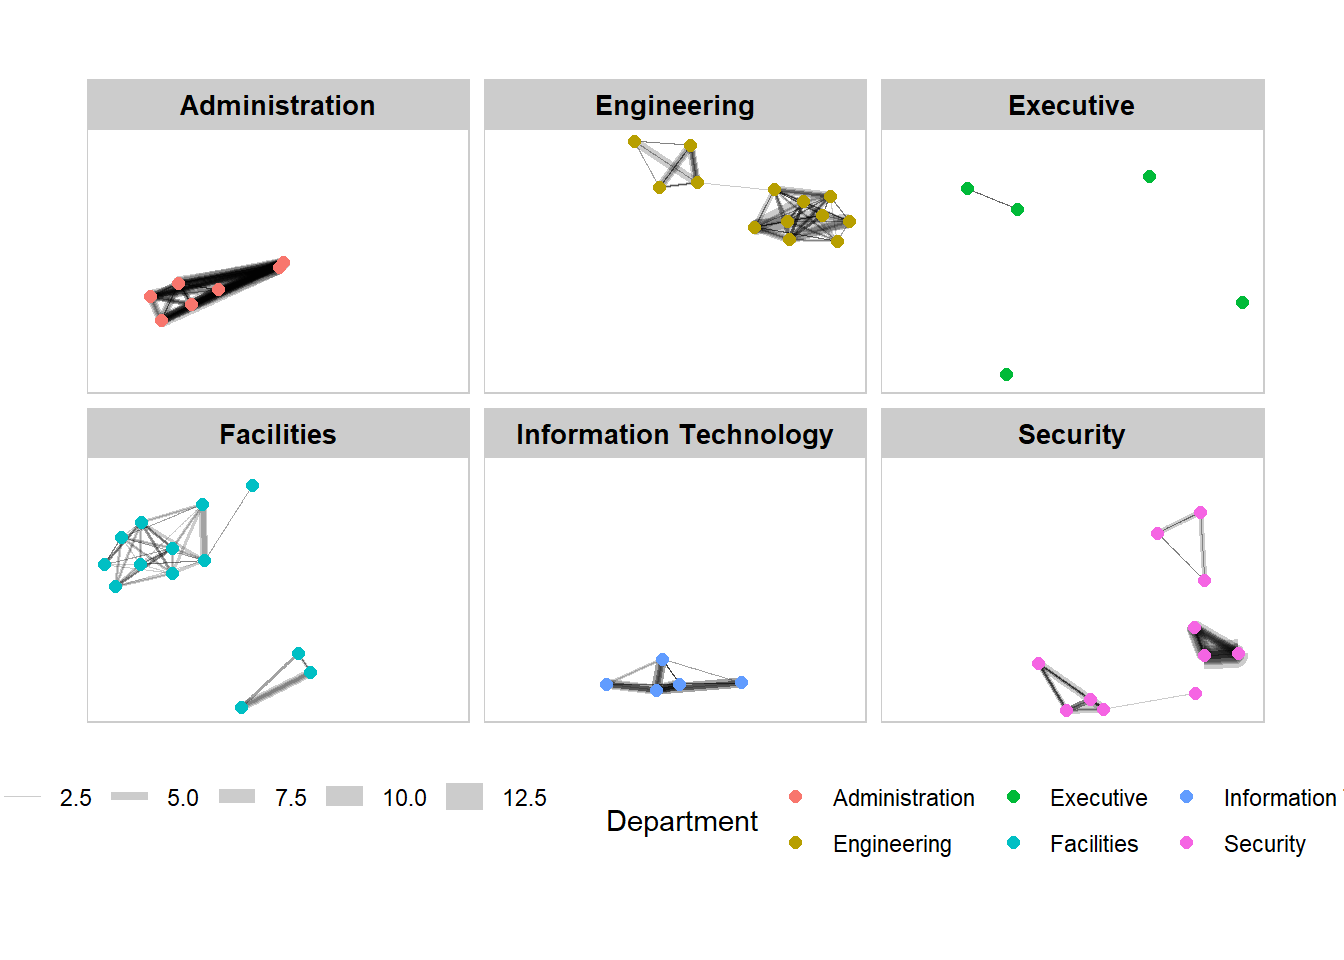 Administration
Engineering
Executive
Facilities
Information Technology
Security
2.5 5.0 7.5 10.0 12.5
Department
Administration Executive Information
Engineering Facilities Security